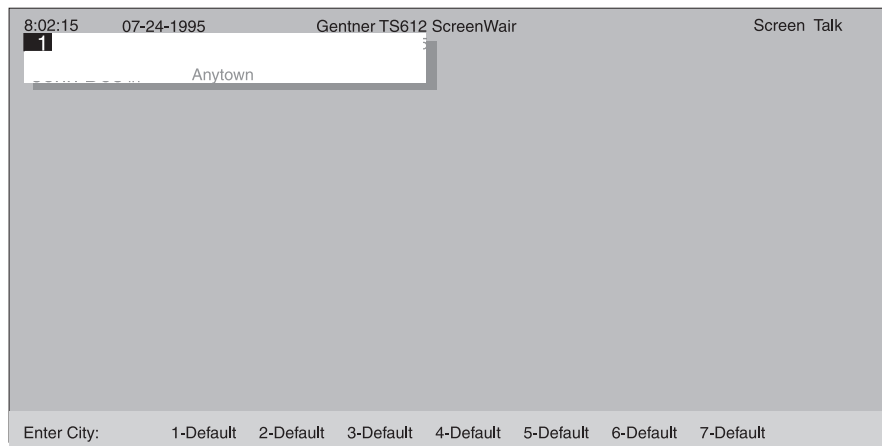 8:02:15 07-24-1995 Gentner TS612 ScreenWair Screen Talk
1
Anytown
Enter City: 1-Default 2-Default 3-Default 4-Default 5-Default 6-Default 7-Default